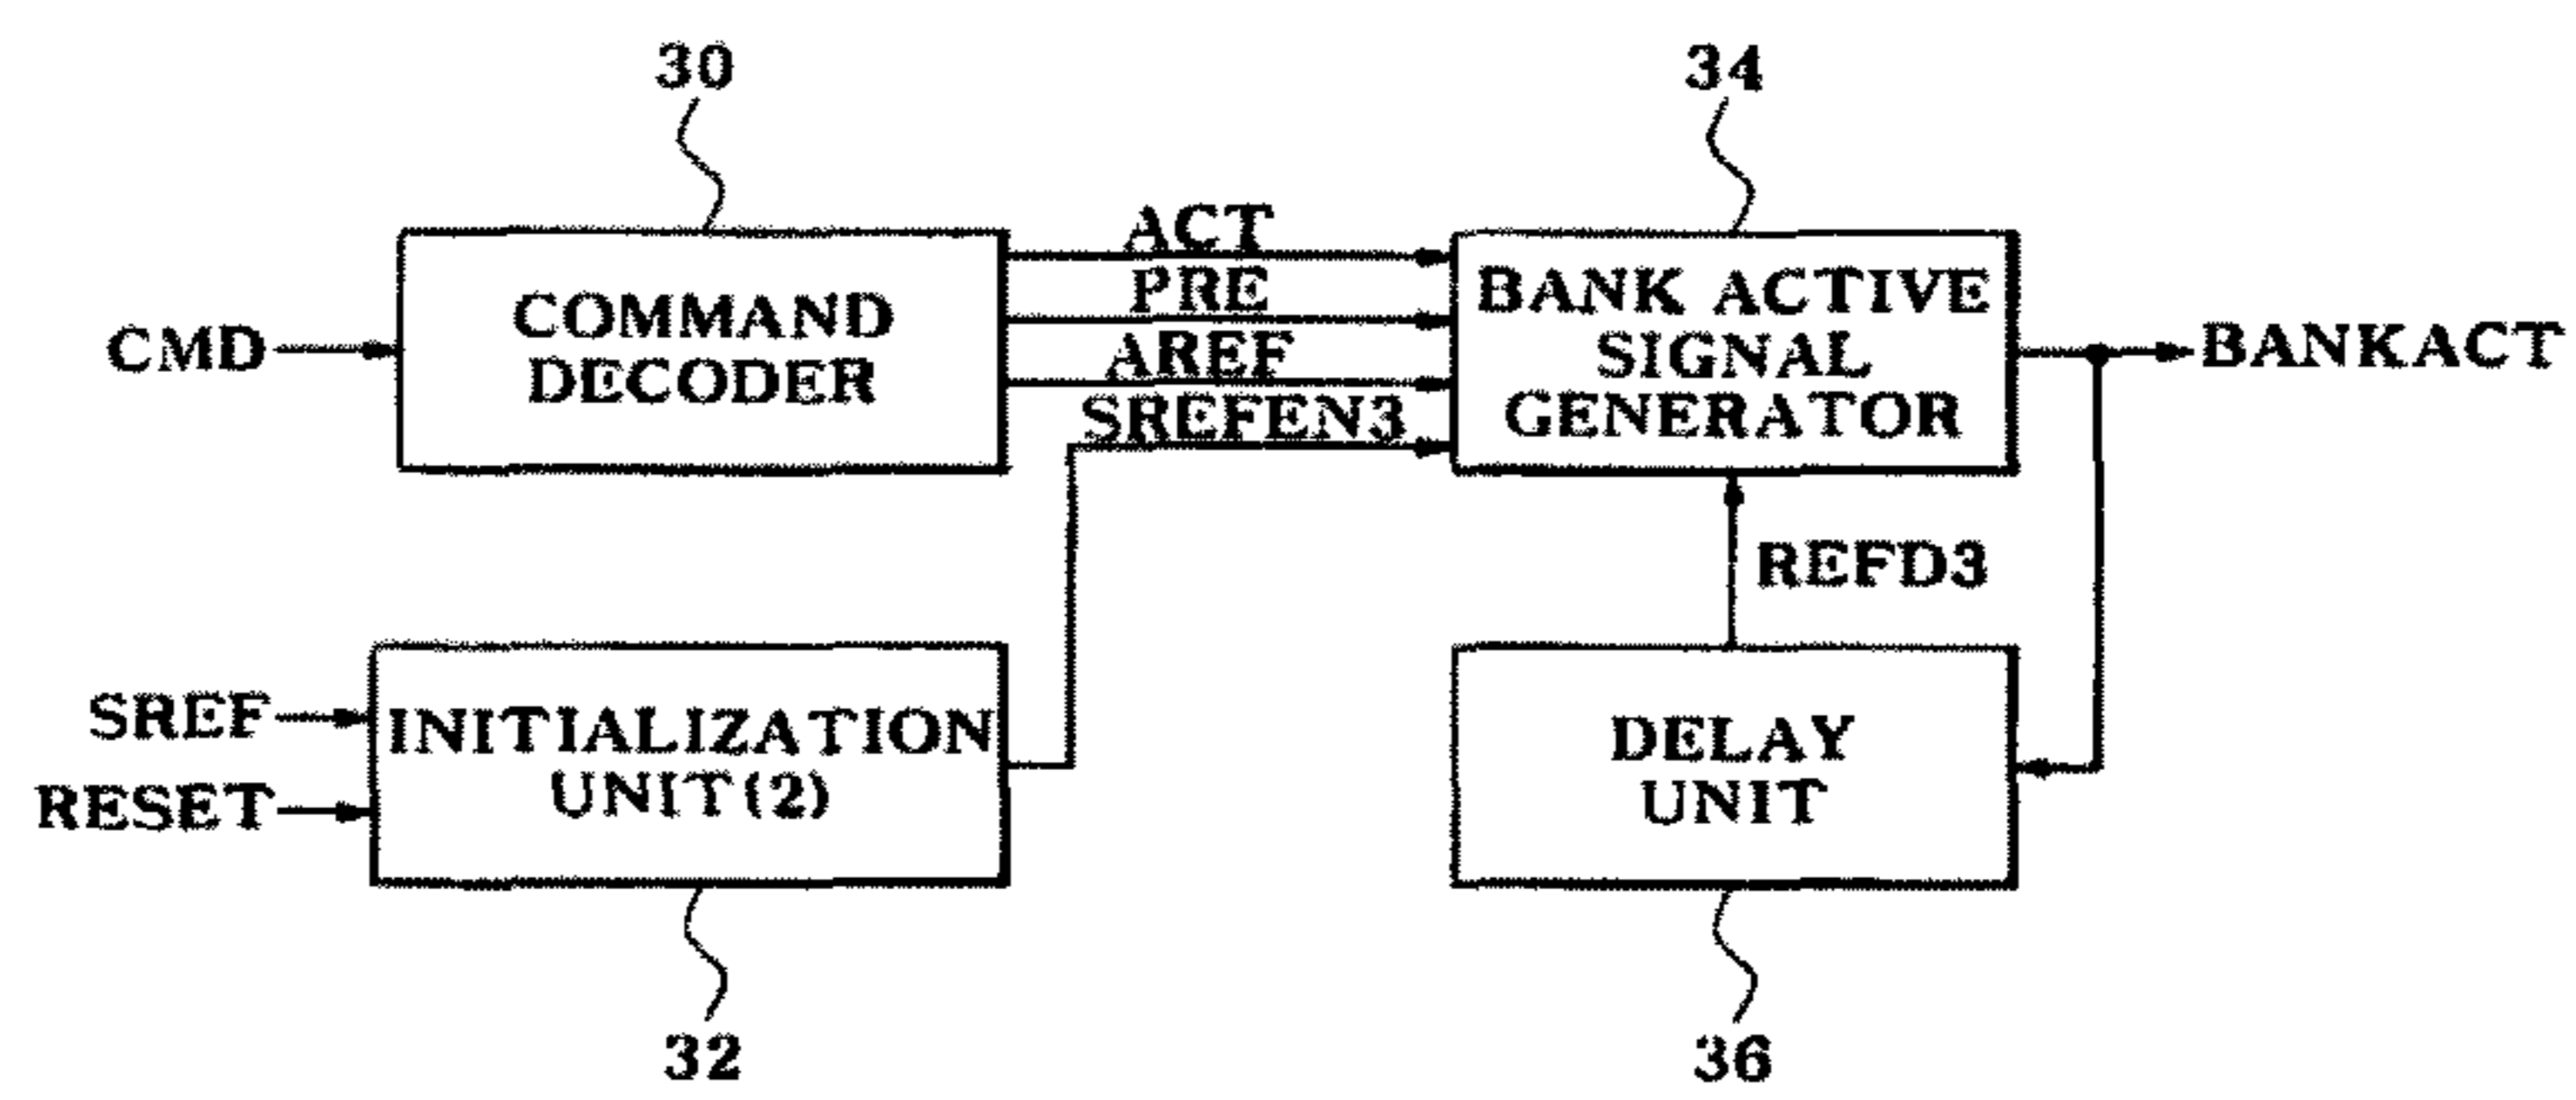 30
34
CMD
COMMAND
DECODER
ACT
PRE
AREF
SREFEN3
BANK ACTIVE
SIGNAL
GENERATOR
BANKACT
REFD3
SREF
RESET
INITIALIZATION
UNIT(2)
DELAY
UNIT
32
36